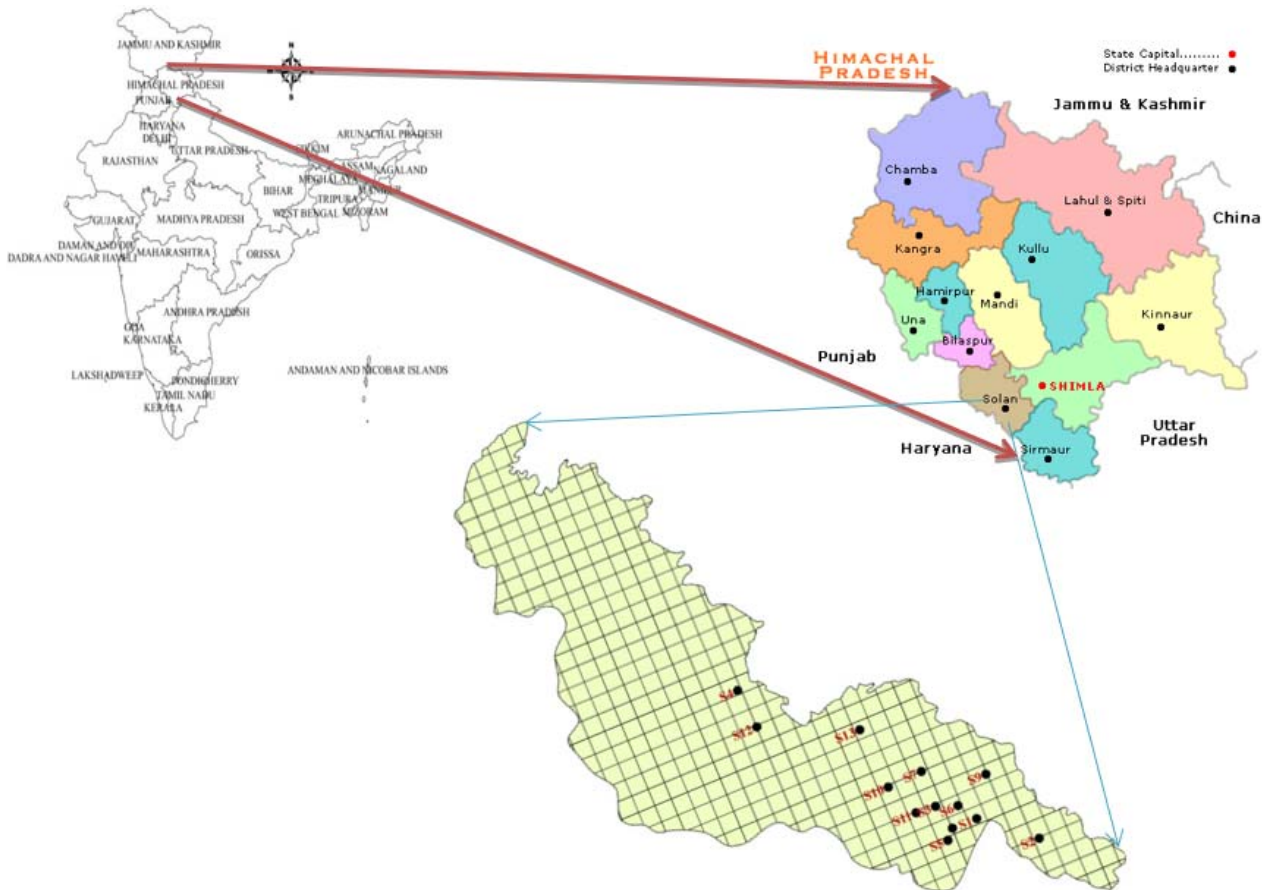 JAMMU AND KASHMIR
HIMACHAL PRADESH
PUNJAB
HARYANA
DELHI
UTTAR PRADESH
RAJASTHAN
ARUNACHAL PRADESH
ASSAM
NAGALAND
MEGHALAYA
BIHAR
TRIPURA
WEST BENGAL
MIZORAM
GUJARAT
MADHYA PRADESH
DAMAN AND DIU
DADRA AND NAGAR HAVELI
MAHARASHTRA
ORISSA
ANDHRA PRADESH
GOA
KARNATAKA
LAKSHADWEEP
PONDICHERRY
TAMIL NADU
KERALA
ANDAMAN AND NICOBAR ISLANDS
N
S
HIMACHAL
PRADESH
State Capital.........
District Headquarter
Jammu & Kashmir
Chamba
Lahul & Spiti
China
Kangra
Kullu
Hamirpur
Mandi
Una
Kinnaur
Bilaspur
Punjab
SHIMLA
Solan
Uttar
Pradesh
Haryana
Sirmaur
S4
S12
S13
S7
S9
S10
S3
S6
S11
S1
S5
S2